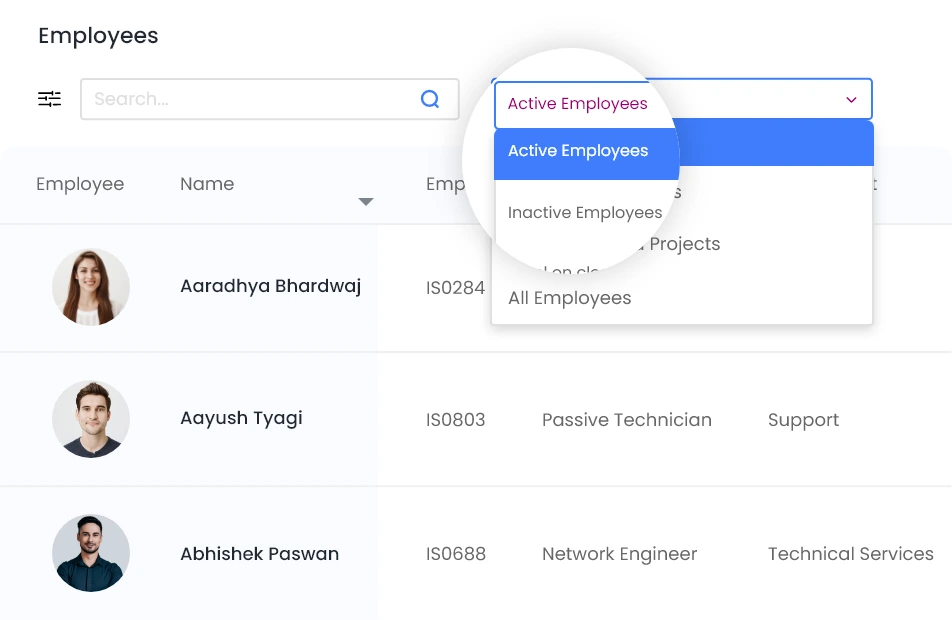 Employees
Search...
Active Employees
Active Employees
Inactive Employees
Projects
on
All Employees
Employee Name
Aaradhya Bhardwaj IS0284
Aayush Tyagi IS0803 Passive Technician Support
Abhishek Paswan IS0688 Network Engineer Technical Services